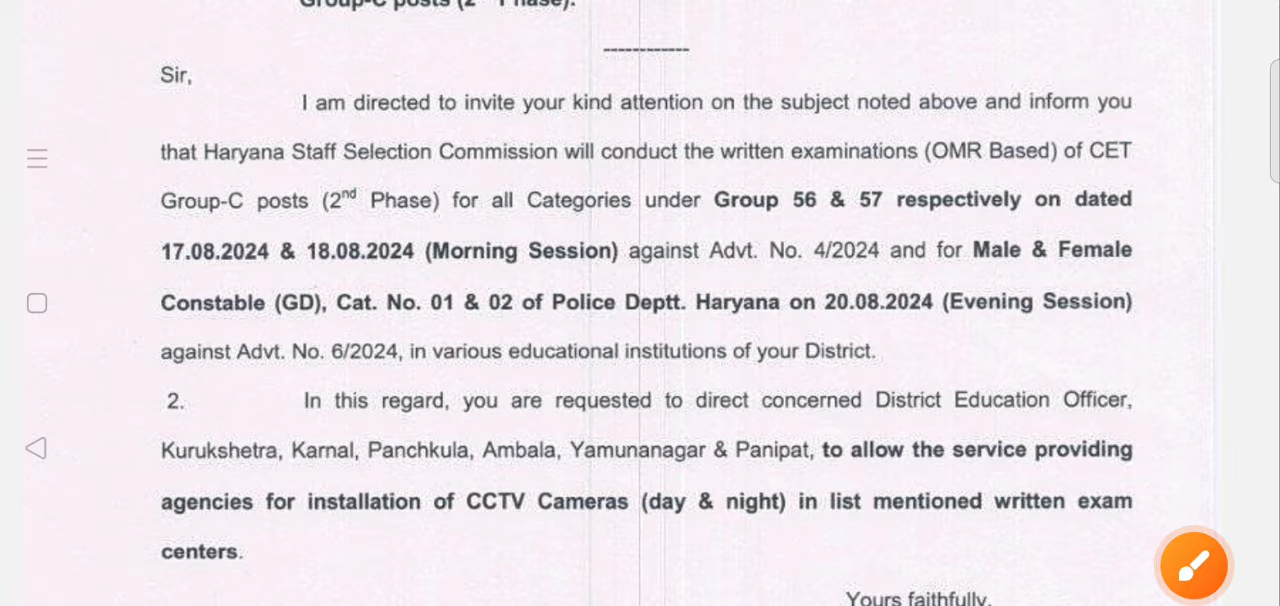 Group-C posts (2nd Phase).
------------
Sir,
I am directed to invite your kind attention on the subject noted above and inform you
that Haryana Staff Selection Commission will conduct the written examinations (OMR Based) of CET
Group-C posts (2nd Phase) for all Categories under Group 56 & 57 respectively on dated
17.08.2024 & 18.08.2024 (Morning Session) against Advt. No. 4/2024 and for Male & Female
Constable (GD), Cat. No. 01 & 02 of Police Deptt. Haryana on 20.08.2024 (Evening Session)
against Advt. No. 6/2024, in various educational institutions of your District.
2. In this regard, you are requested to direct concerned District Education Officer,
Kurukshetra, Karnal, Panchkula, Ambala, Yamunanagar & Panipat, to allow the service providing
agencies for installation of CCTV Cameras (day & night) in list mentioned written exam
centers.
Yours faithfully,